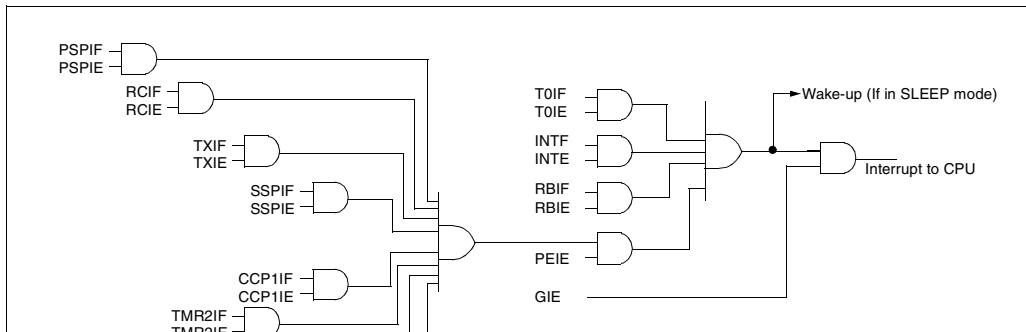 PSPIF
PSPIE
RCIF
RCIE
TXIF
TXIE
SSPIF
SSPIE
CCP1IF
CCP1IE
TMR2IF
T0IF
T0IE
INTF
INTE
RBIF
RBIE
PEIE
GIE
Wake-up (If in SLEEP mode)
Interrupt to CPU